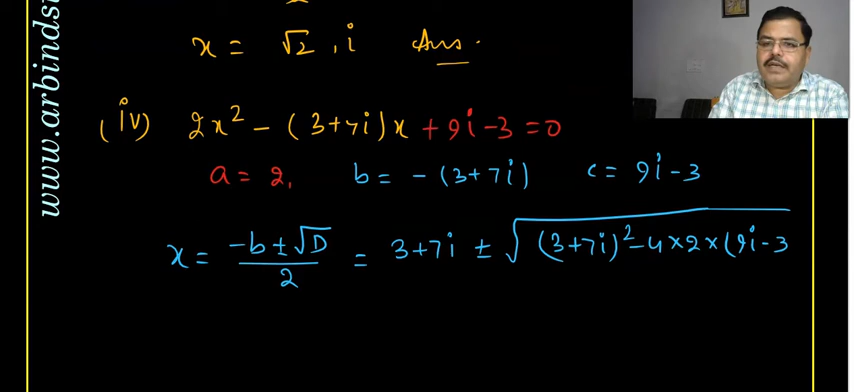 www.arbindsi
x = √2 , i Ans.
(iv) 2x² - (3+7i)x + 9i - 3 = 0
a = 2, b = -(3+7i) c = 9i - 3
x = (-b ± √D)/2 = 3+7i ± √((3+7i)² - 4×2×(9i-3